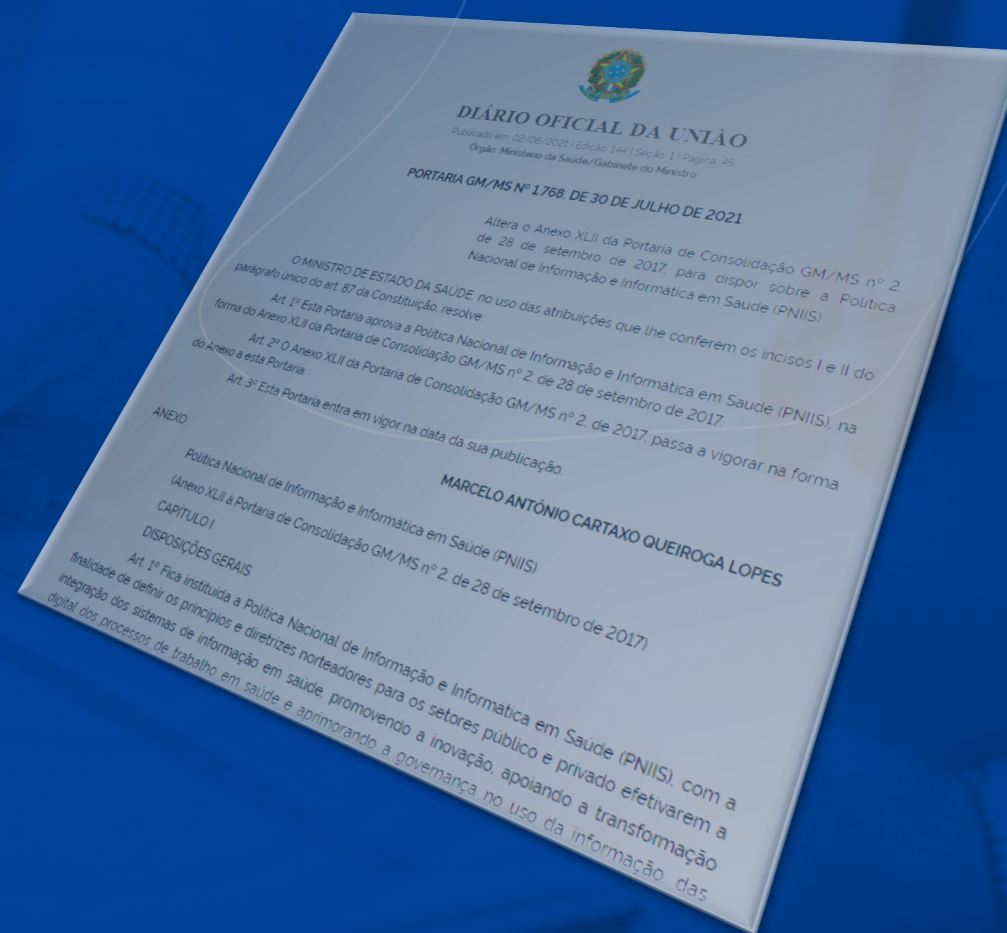 DIÁRIO OFICIAL DA UNIÃO
Publicado em: 02/08/2021 | Edição: 144 | Seção: 1 | Página: 45
Órgão: Ministério da Saúde/Gabinete do Ministro
PORTARIA GM/MS Nº 1.768, DE 30 DE JULHO DE 2021
Altera o Anexo XLII da Portaria de Consolidação GM/MS nº 2,
de 28 de setembro de 2017, para dispor sobre a Política
Nacional de Informação e Informática em Saúde (PNIIS).
O MINISTRO DE ESTADO DA SAÚDE, no uso das atribuições que lhe conferem os incisos I e II do
parágrafo único do art. 87 da Constituição, resolve:
Art. 1º Esta Portaria aprova a Política Nacional de Informação e Informática em Saúde (PNIIS), na
forma do Anexo XLII da Portaria de Consolidação GM/MS nº 2, de 28 de setembro de 2017.
Art. 2º O Anexo XLII da Portaria de Consolidação GM/MS nº 2, de 2017, passa a vigorar na forma
do Anexo a esta Portaria.
Art. 3º Esta Portaria entra em vigor na data da sua publicação.
MARCELO ANTÔNIO CARTAXO QUEIROGA LOPES
ANEXO
Política Nacional de Informação e Informática em Saúde (PNIIS)
(Anexo XLII à Portaria de Consolidação GM/MS nº 2, de 28 de setembro de 2017)
CAPÍTULO I
DISPOSIÇÕES GERAIS
Art. 1º Fica instituída a Política Nacional de Informação e Informática em Saúde (PNIIS), com a
finalidade de definir os princípios e diretrizes norteadores para os setores público e privado efetivarem a
integração dos sistemas de informação em saúde, promovendo a inovação, apoiando a transformação
digital dos processos de trabalho em saúde e aprimorando a governança no uso da informação das